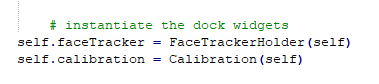 # instantiate the dock widgets
self.faceTracker = FaceTrackerHolder(self)
self.calibration = Calibration(self)